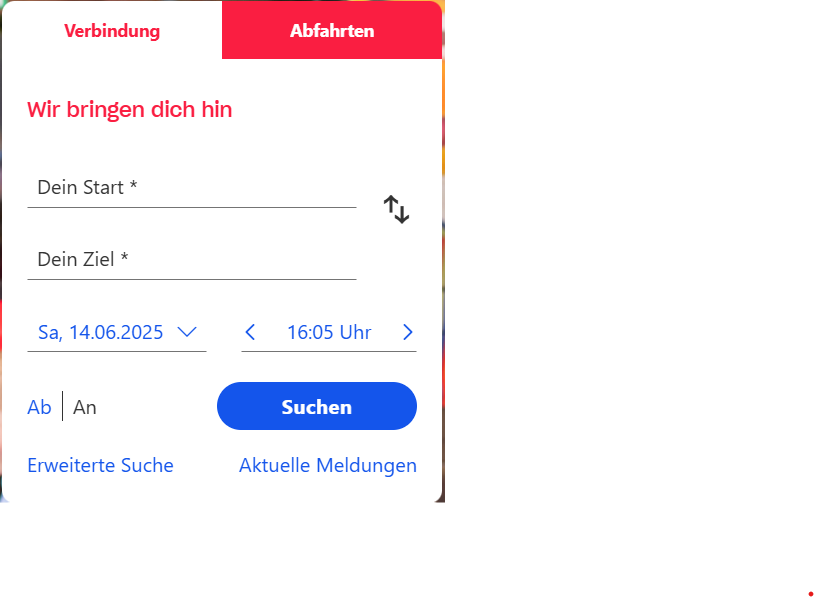 Verbindung Abfahrten
Wir bringen dich hin
Dein Start *
Dein Ziel *
Sa, 14.06.2025 16:05 Uhr
Ab An Suchen
Erweiterte Suche Aktuelle Meldungen